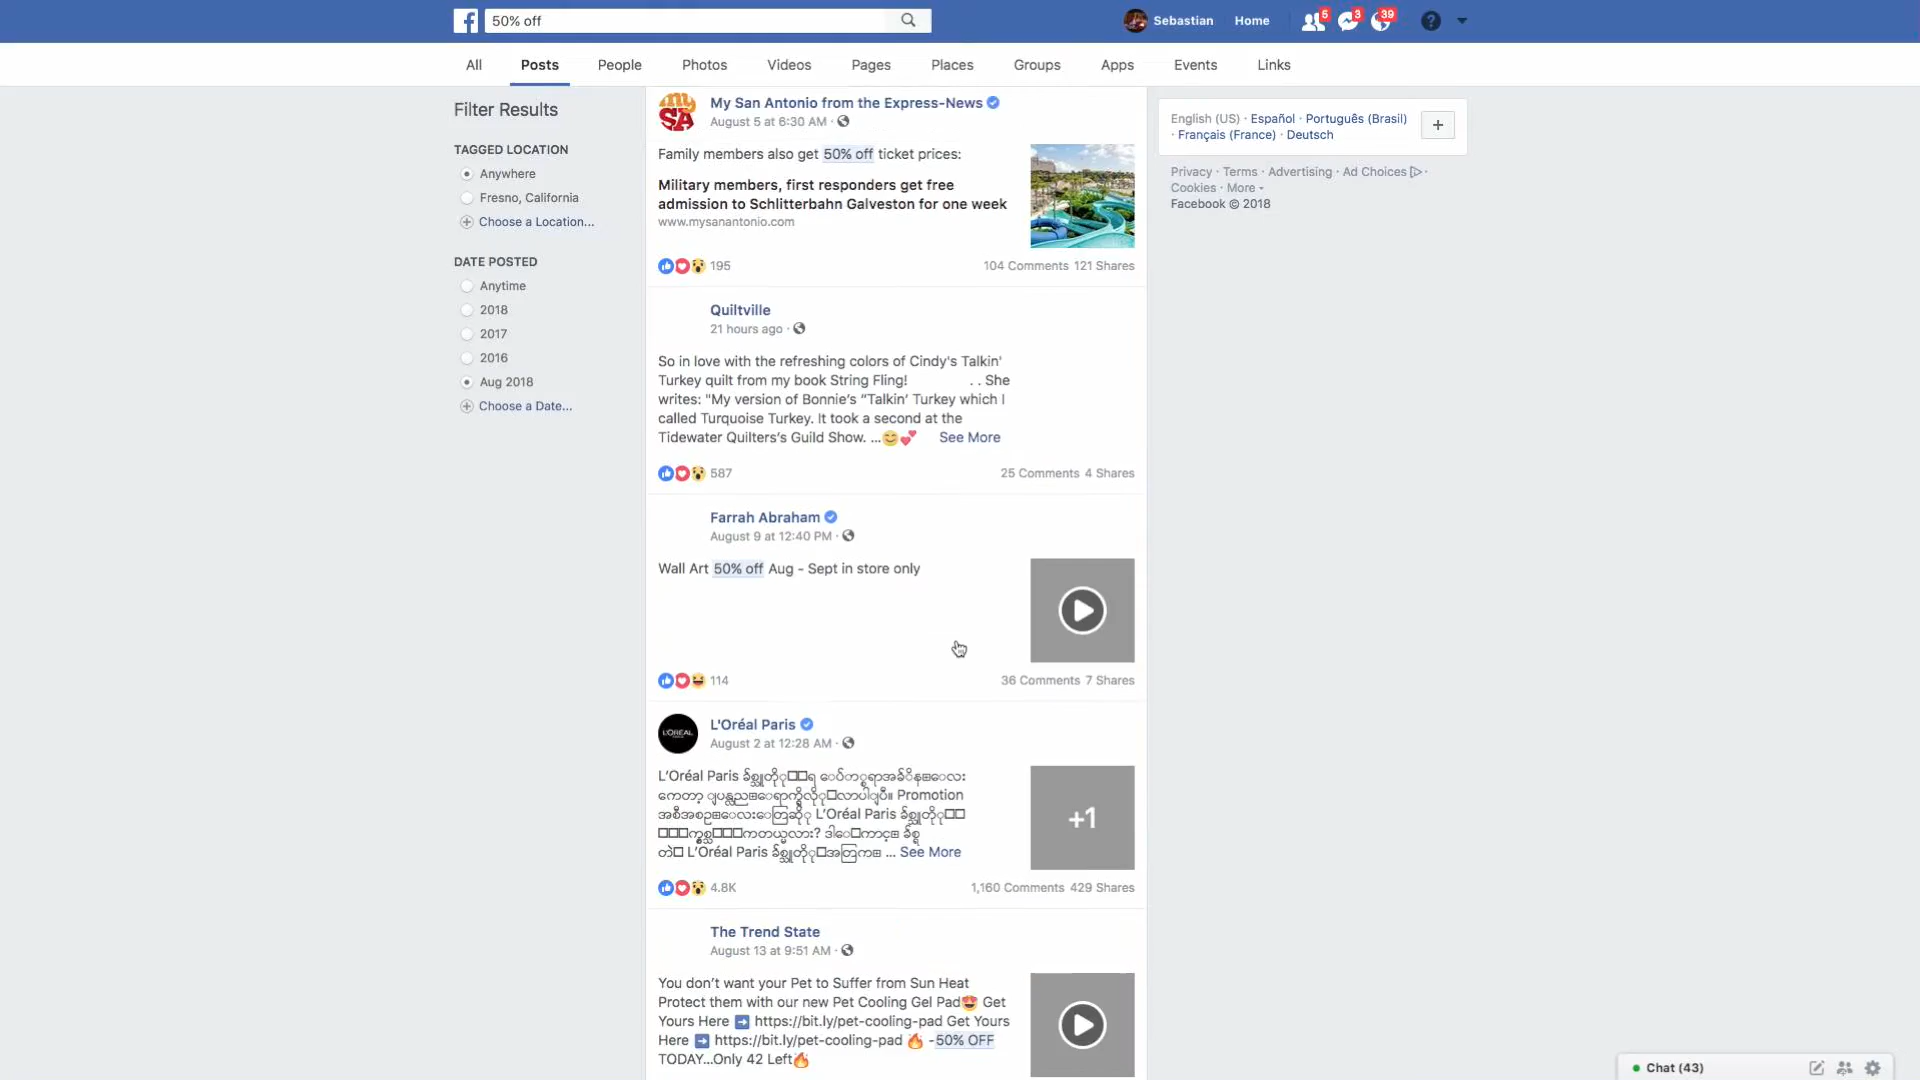 50% off
Sebastian
Home
5
3
39
All
Posts
People
Photos
Videos
Pages
Places
Groups
Apps
Events
Links
Filter Results
TAGGED LOCATION
Anywhere
Fresno, California
Choose a Location...
DATE POSTED
Anytime
2018
2017
2016
Aug 2018
Choose a Date...
my
SA
My San Antonio from the Express-News
August 5 at 6:30 AM ·
Family members also get 50% off ticket prices:
Military members, first responders get free
admission to Schlitterbahn Galveston for one week
www.mysanantonio.com
195
104 Comments 121 Shares
Quiltville
21 hours ago ·
So in love with the refreshing colors of Cindy's Talkin'
Turkey quilt from my book String Fling! . . She
writes: "My version of Bonnie’s “Talkin’ Turkey which I
called Turquoise Turkey. It took a second at the
Tidewater Quilters’s Guild Show. ...😊💕 See More
587
25 Comments 4 Shares
Farrah Abraham
August 9 at 12:40 PM ·
Wall Art 50% off Aug - Sept in store only
114
36 Comments 7 Shares
L'ORÉAL
L'Oréal Paris
August 2 at 12:28 AM ·
L’Oréal Paris
Promotion
L’Oréal Paris
L’Oréal Paris ... See More
+1
4.8K
1,160 Comments 429 Shares
The Trend State
August 13 at 9:51 AM ·
You don’t want your Pet to Suffer from Sun Heat
Protect them with our new Pet Cooling Gel Pad😍 Get
Yours Here ➡ https://bit.ly/pet-cooling-pad Get Yours
Here ➡ https://bit.ly/pet-cooling-pad 🔥 -50% OFF
TODAY...Only 42 Left🔥
English (US) · Español · Português (Brasil)
· Français (France) · Deutsch
Privacy · Terms · Advertising · Ad Choices ·
Cookies · More
Facebook © 2018
Chat (43)